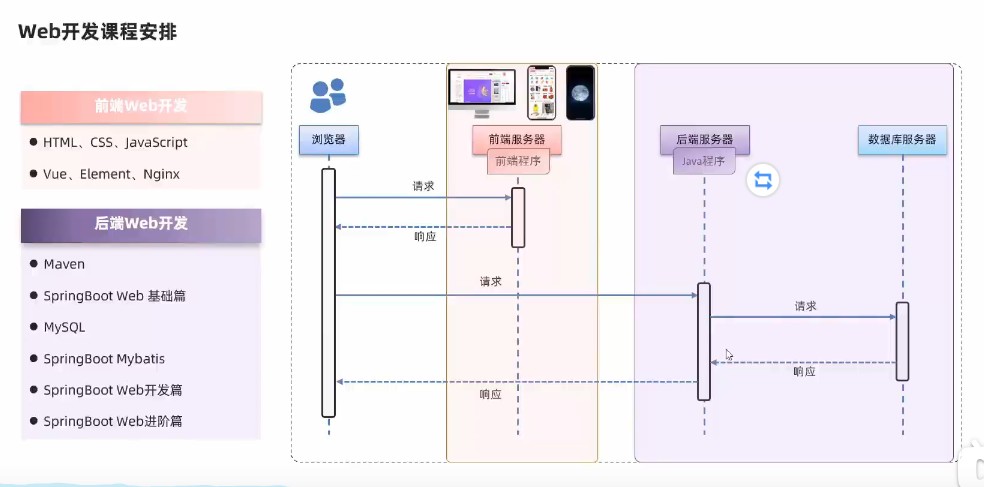 Web开发课程安排
前端Web开发
HTML、CSS、JavaScript
Vue、Element、Nginx
后端Web开发
Maven
SpringBoot Web 基础篇
MySQL
SpringBoot Mybatis
SpringBoot Web开发篇
SpringBoot Web进阶篇
浏览器
前端服务器
前端程序
后端服务器
Java程序
数据库服务器
请求
响应
请求
请求
响应
响应